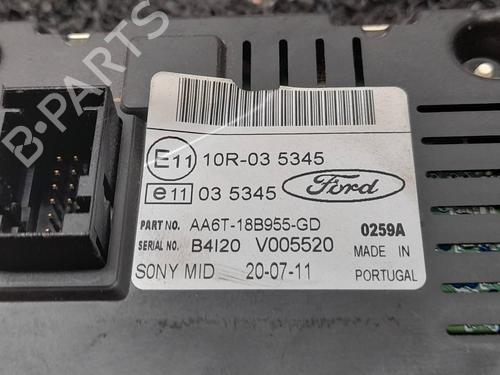 B-PARTS
E11 10R-03 5345
e11 03 5345
Ford
PART NO. AA6T-18B955-GD 0259A
SERIAL NO. B4I20 V005520 MADE IN
SONY MID 20-07-11 PORTUGAL